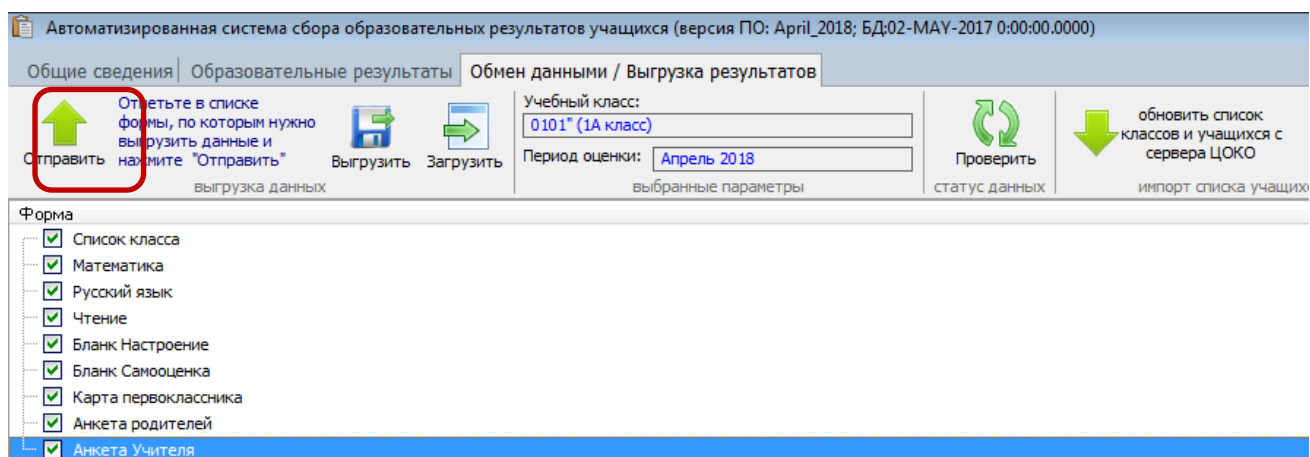 Автоматизированная система сбора образовательных результатов учащихся (версия ПО: April_2018; БД:02-MAY-2017 0:00:00.0000)
Общие сведения Образовательные результаты Обмен данными / Выгрузка результатов
Отправить
Отметьте в списке
формы, по которым нужно
выгрузить данные и
нажмите "Отправить"
Выгрузить
Загрузить
выгрузка данных
Учебный класс:
0101" (1А класс)
Период оценки: Апрель 2018
выбранные параметры
Проверить
статус данных
обновить список
классов и учащихся с
сервера ЦОКО
импорт списка учащихс
Форма
Список класса
Математика
Русский язык
Чтение
Бланк Настроение
Бланк Самооценка
Карта первоклассника
Анкета родителей
Анкета Учителя